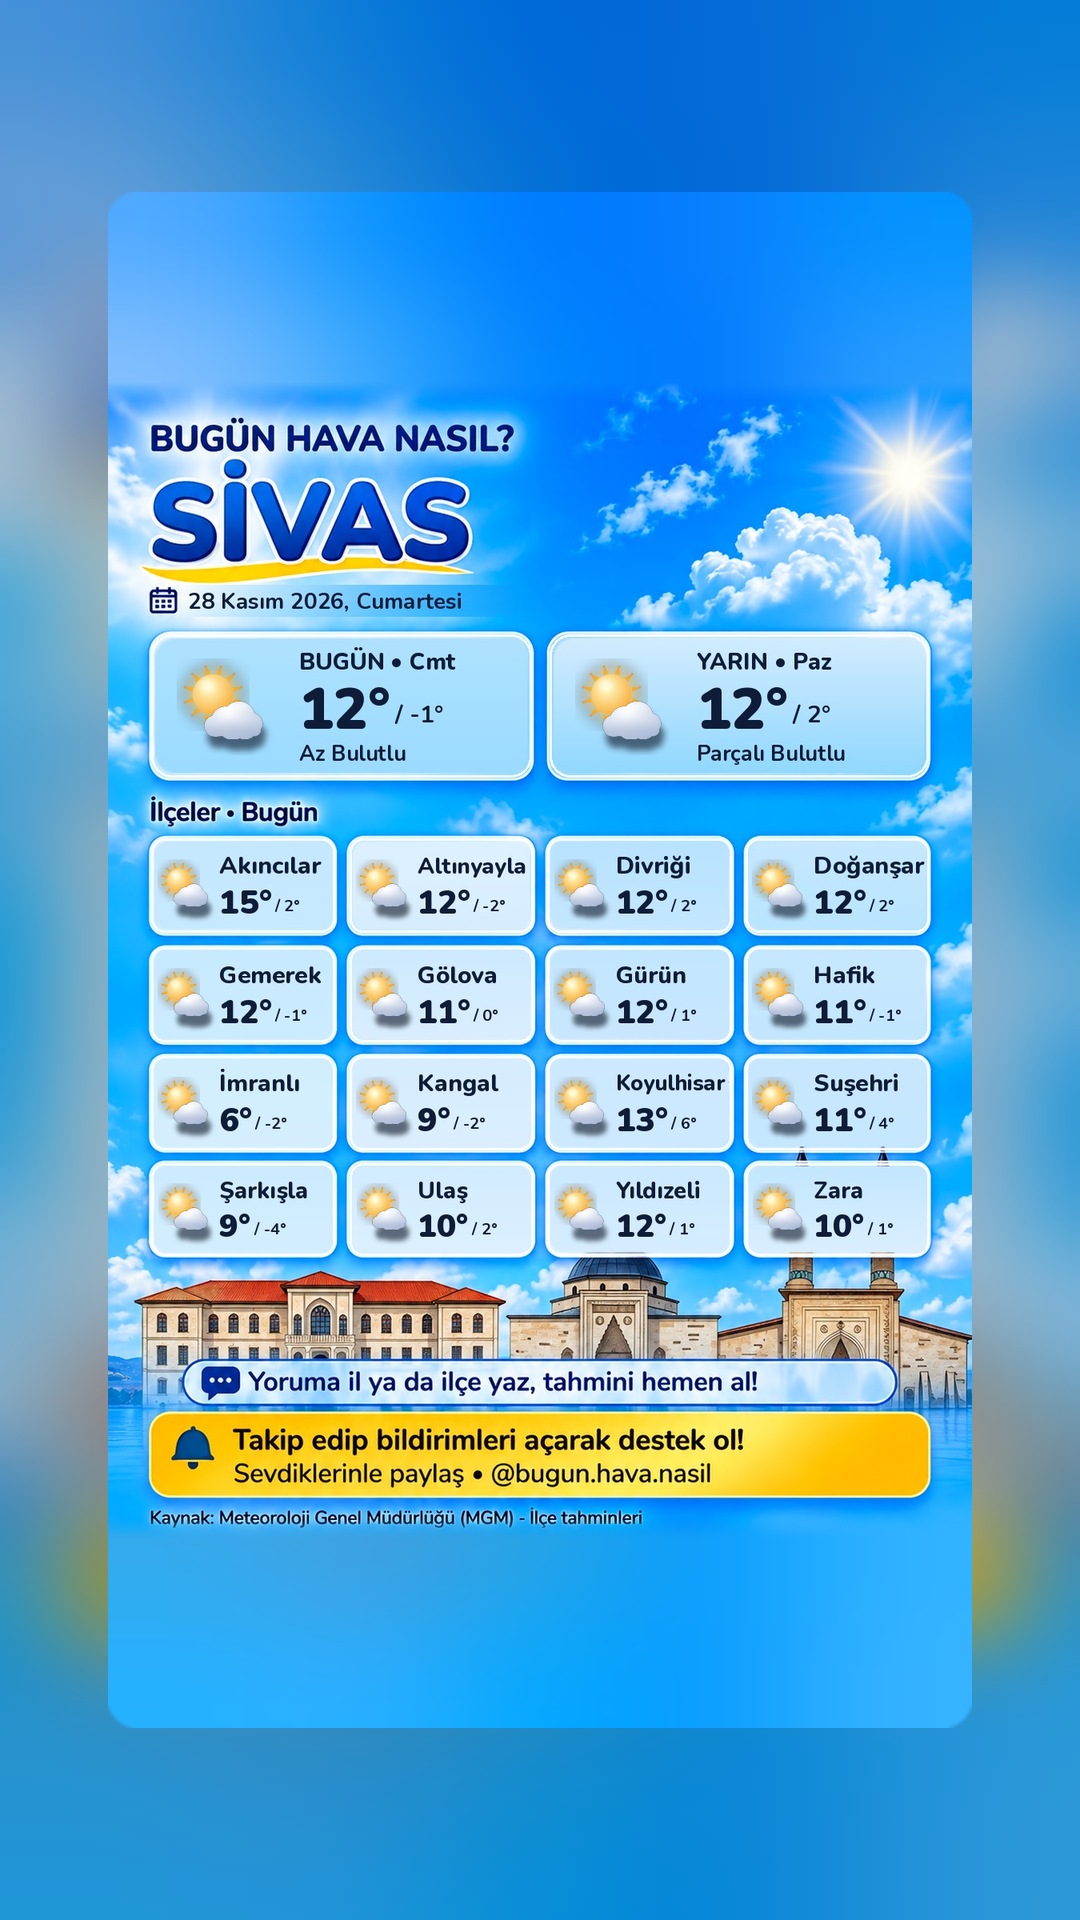 BUGÜN HAVA NASIL?
SİVAS
28 Kasım 2026, Cumartesi
BUGÜN • Cmt
12° / -1°
Az Bulutlu
YARIN • Paz
12° / 2°
Parçalı Bulutlu
İlçeler • Bugün
Akıncılar
15° / 2°
Altınyayla
12° / -2°
Divriği
12° / 2°
Doğanşar
12° / 2°
Gemerek
12° / -1°
Gölova
11° / 0°
Gürün
12° / 1°
Hafik
11° / -1°
İmranlı
6° / -2°
Kangal
9° / -2°
Koyulhisar
13° / 6°
Suşehri
11° / 4°
Şarkışla
9° / -4°
Ulaş
10° / 2°
Yıldızeli
12° / 1°
Zara
10° / 1°
Yoruma il ya da ilçe yaz, tahmini hemen al!
Takip edip bildirimleri açarak destek ol!
Sevdiklerinle paylaş • @bugun.hava.nasil
Kaynak: Meteoroloji Genel Müdürlüğü (MGM) - İlçe tahminleri